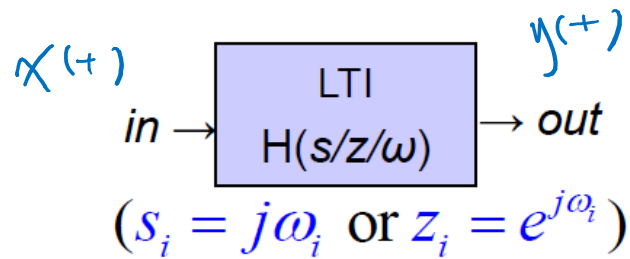 x(t)
y(t)
LTI
in → H(s/z/ω) → out
(sᵢ = jωᵢ or zᵢ = e^{jωᵢ})